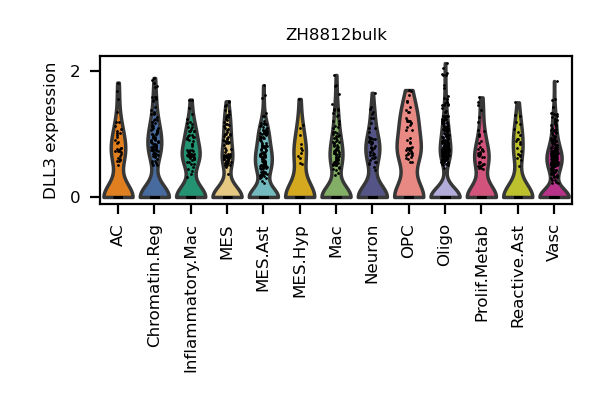 ZH8812bulk
DLL3 expression
2
0
AC
Chromatin.Reg
Inflammatory.Mac
MES
MES.Ast
MES.Hyp
Mac
Neuron
OPC
Oligo
Prolif.Metab
Reactive.Ast
Vasc